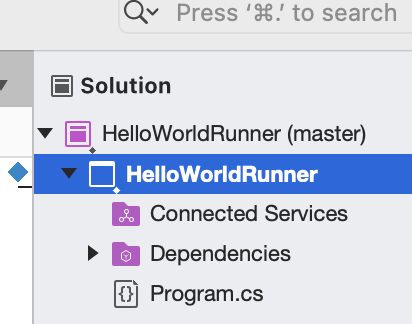 Press ‘⌘.’ to search
Solution
HelloWorldRunner (master)
HelloWorldRunner
Connected Services
Dependencies
Program.cs